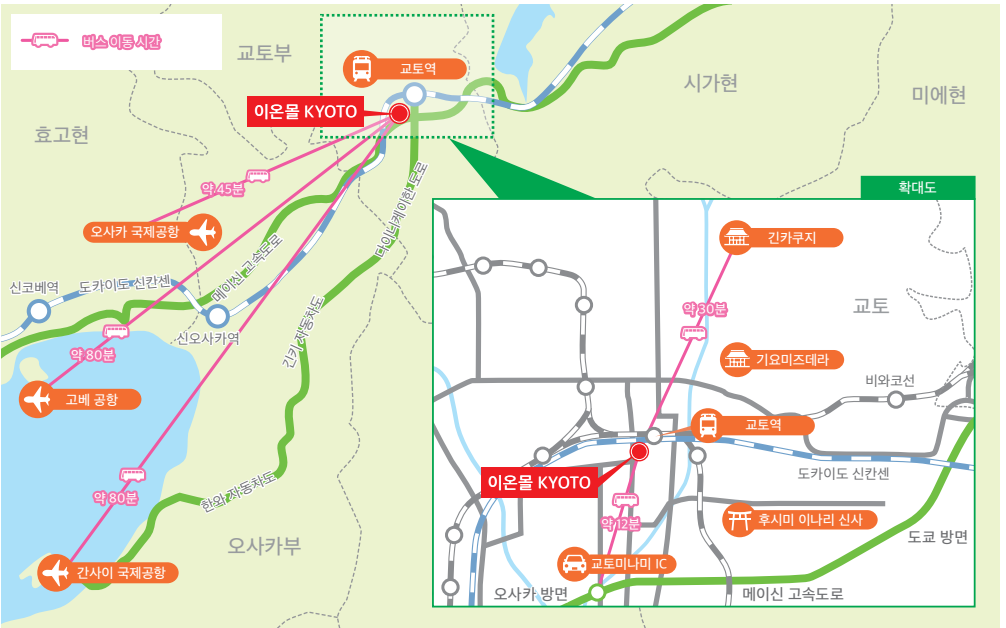 버스 이동 시간
교토부
교토역
이온몰 KYOTO
시가현
미에현
효고현
약 45분
오사카 국제공항
다이니케이한 도로
메이신 고속도로
신코베역
도카이도 신칸센
신오사카역
약 80분
고베 공항
긴키 자동차도
약 80분
한와 자동차도
오사카부
간사이 국제공항
확대도
긴카쿠지
약 30분
교토
기요미즈데라
비와코선
교토역
이온몰 KYOTO
도카이도 신칸센
약 12분
후시미 이나리 신사
도쿄 방면
교토미나미 IC
오사카 방면
메이신 고속도로